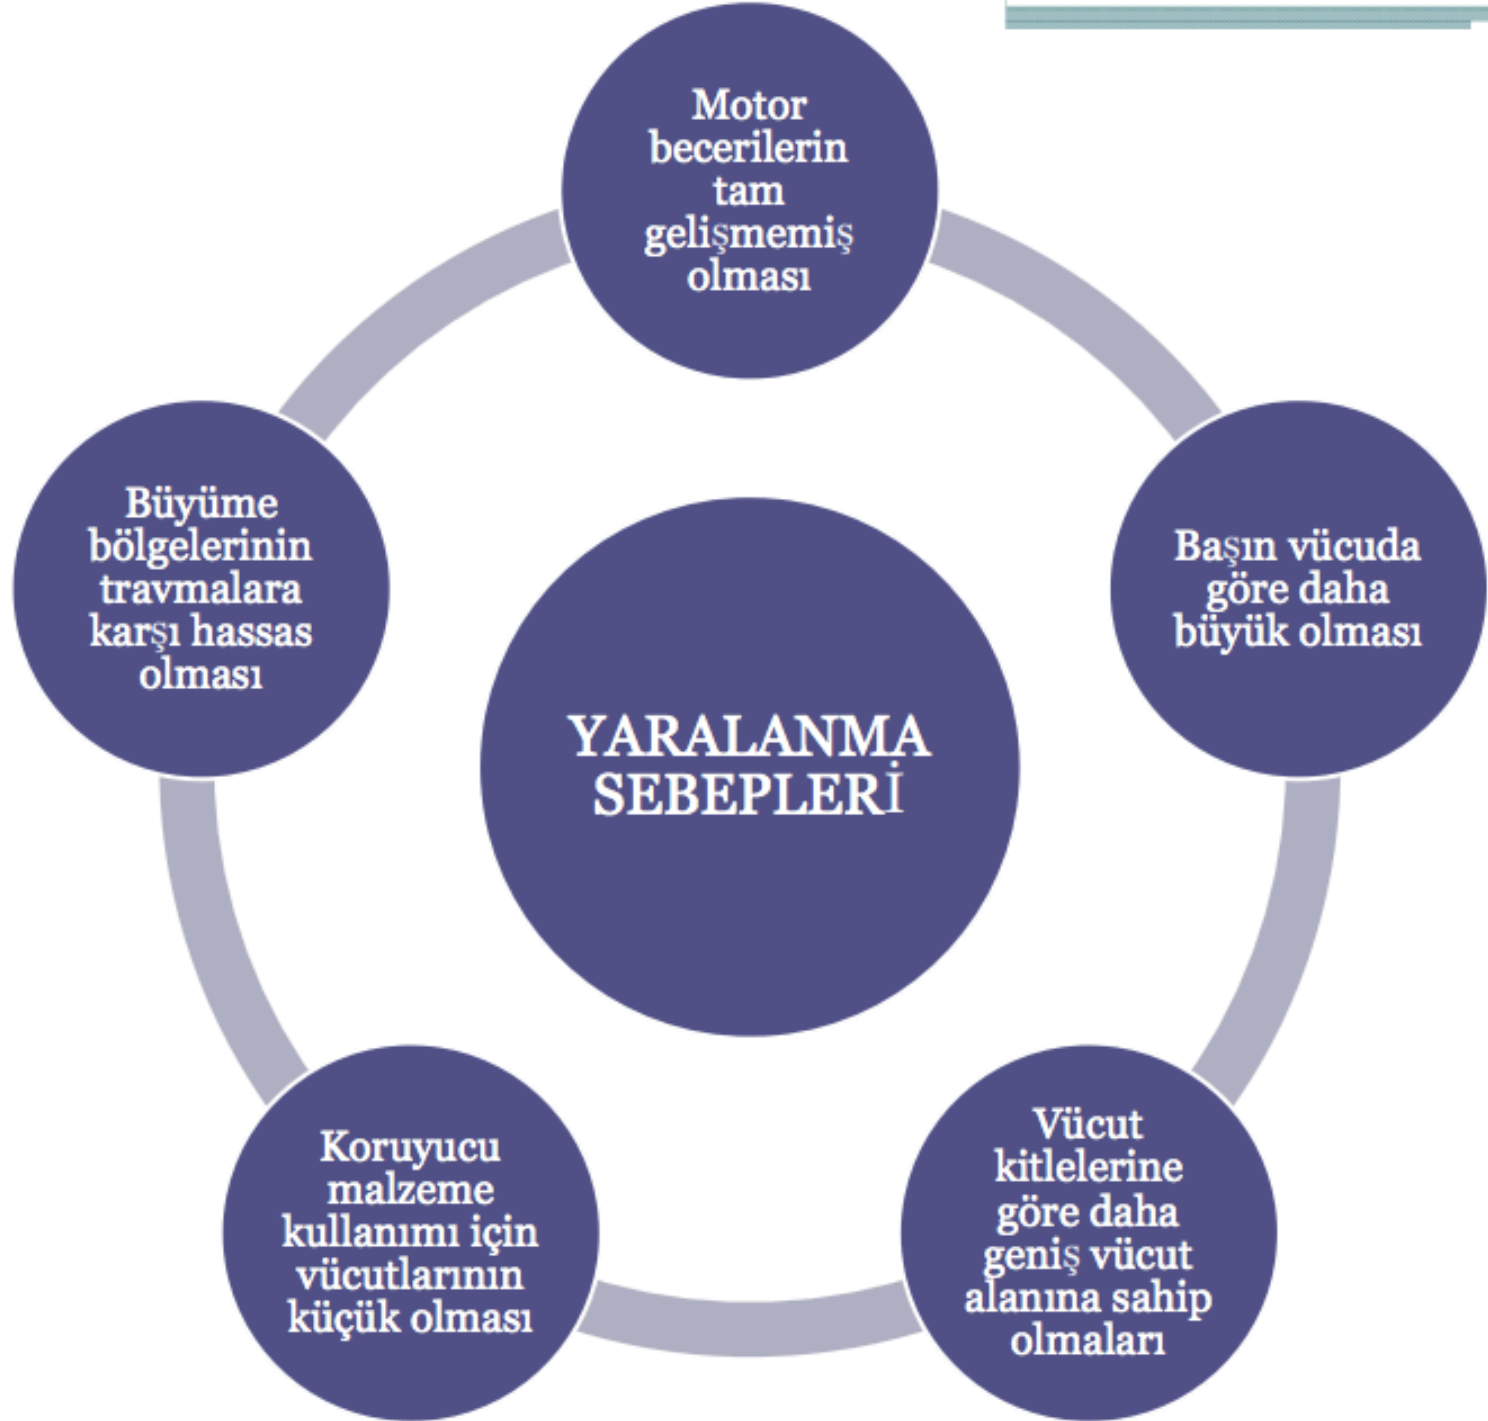 Motor
becerilerin
tam
gelişmemiş
olması
Başın vücuda
göre daha
büyük olması
Vücut
kitlelerine
göre daha
geniş vücut
alanına sahip
olmaları
Koruyucu
malzeme
kullanımı için
vücutlarının
küçük olması
Büyüme
bölgelerinin
travmalara
karşı hassas
olması
YARALANMA
SEBEPLERİ